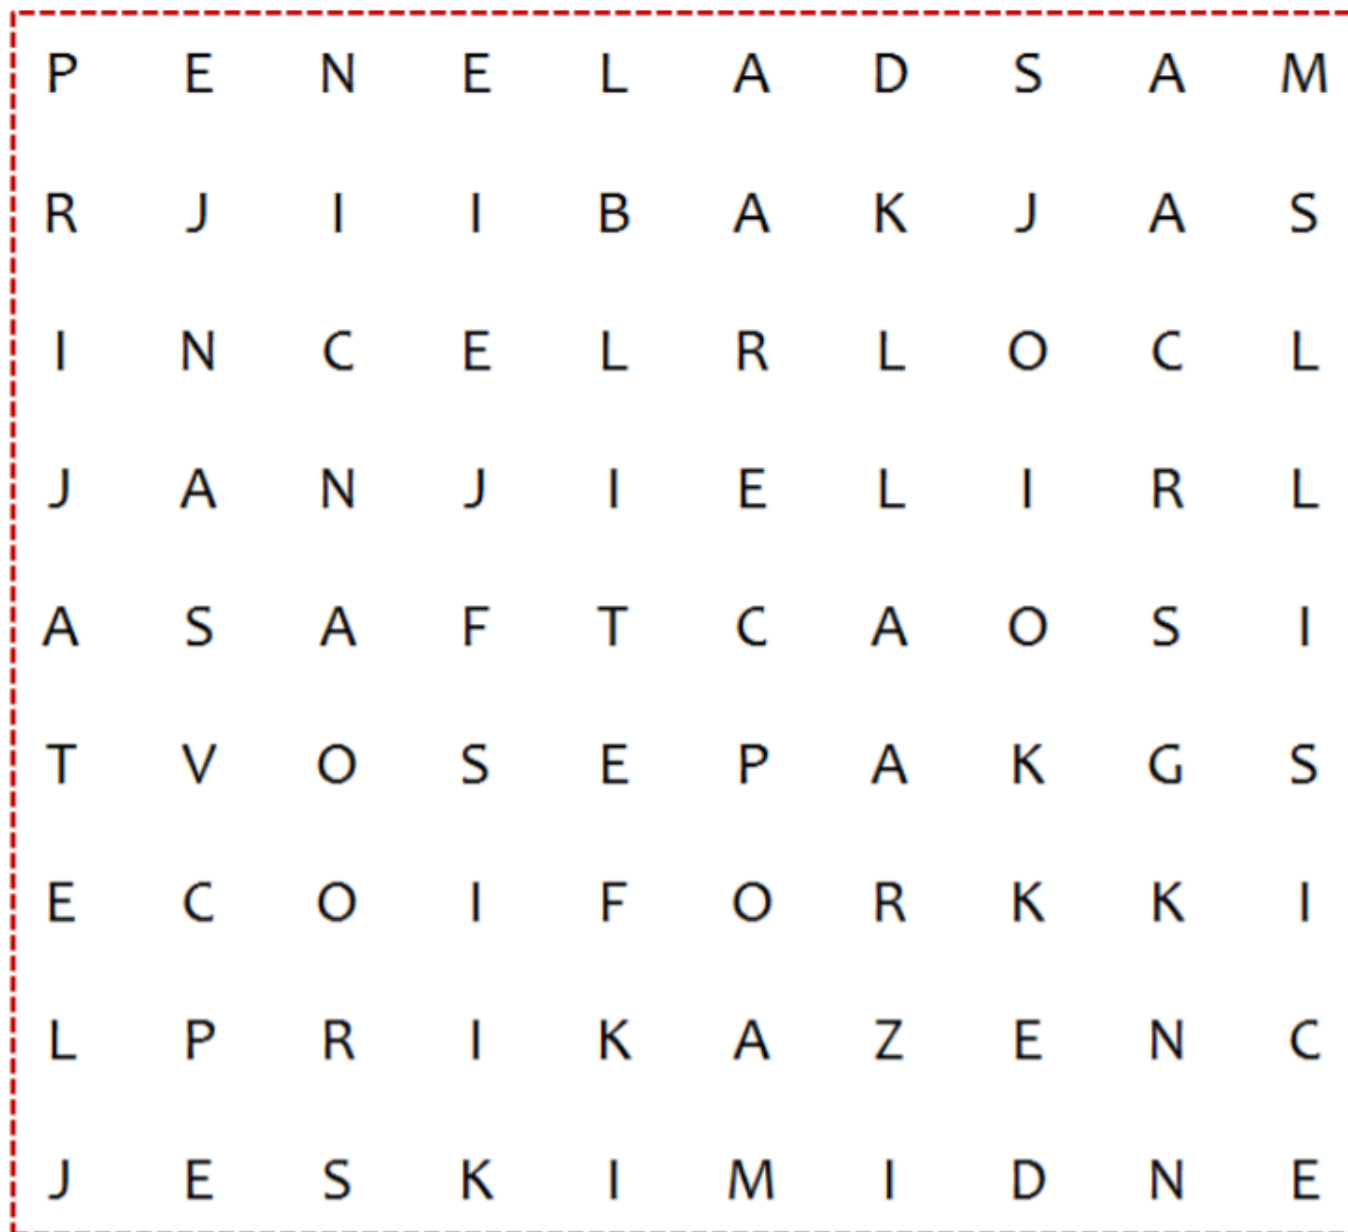 P E N E L A D S A M
R J I I B A K J A S
I N C E L R L O C L
J A N J I E L I R L
A S A F T C A O S I
T V O S E P A K G S
E C O I F O R K K I
L P R I K A Z E N C
J E S K I M I D N E